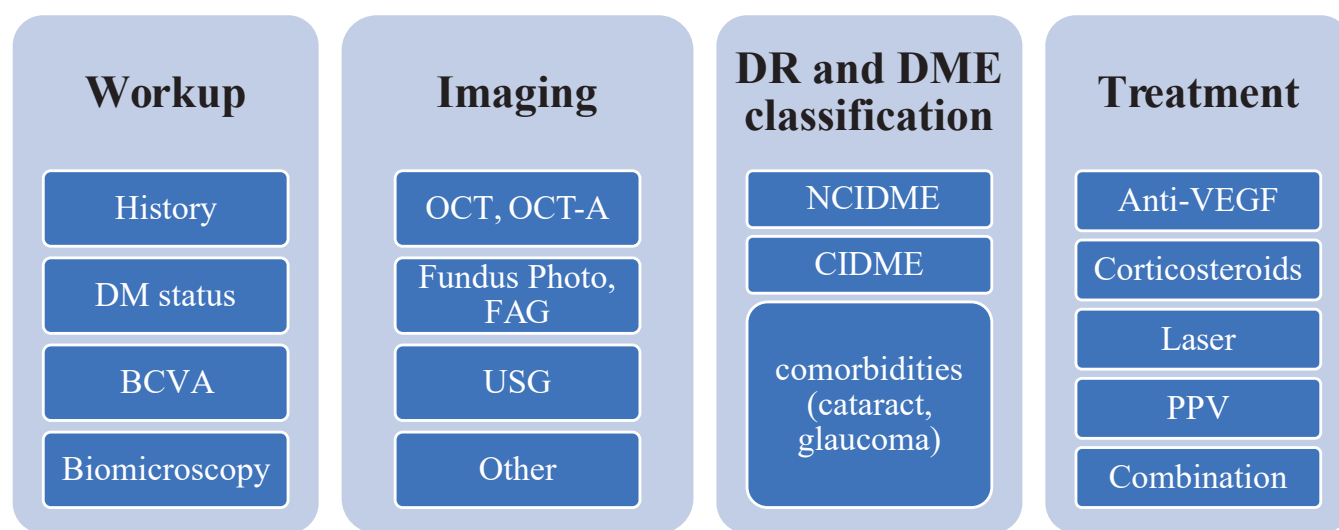 Workup
History
DM status
BCVA
Biomicroscopy
Imaging
OCT, OCT-A
Fundus Photo,
FAG
USG
Other
DR and DME
classification
NCIDME
CIDME
comorbidities
(cataract,
glaucoma)
Treatment
Anti-VEGF
Corticosteroids
Laser
PPV
Combination